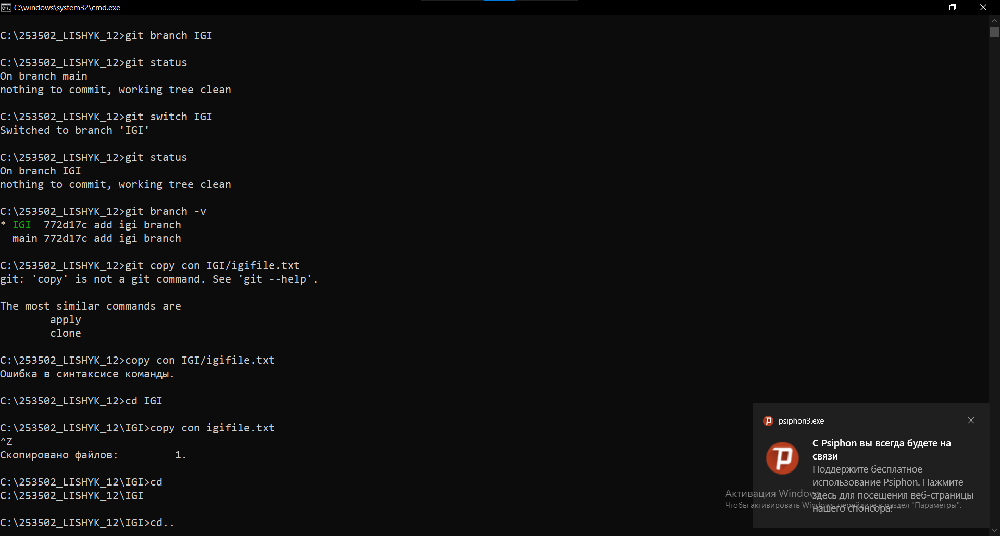 C:\windows\system32\cmd.exe
C:\253502_LISHYK_12>git branch IGI
C:\253502_LISHYK_12>git status
On branch main
nothing to commit, working tree clean
C:\253502_LISHYK_12>git switch IGI
Switched to branch 'IGI'
C:\253502_LISHYK_12>git status
On branch IGI
nothing to commit, working tree clean
C:\253502_LISHYK_12>git branch -v
* IGI  772d17c add igi branch
  main 772d17c add igi branch
C:\253502_LISHYK_12>git copy con IGI/igifile.txt
git: 'copy' is not a git command. See 'git --help'.
The most similar commands are
        apply
        clone
C:\253502_LISHYK_12>copy con IGI/igifile.txt
Ошибка в синтаксисе команды.
C:\253502_LISHYK_12>cd IGI
C:\253502_LISHYK_12\IGI>copy con igifile.txt
^Z
Скопировано файлов:         1.
C:\253502_LISHYK_12\IGI>cd
C:\253502_LISHYK_12\IGI
C:\253502_LISHYK_12\IGI>cd..
psiphon3.exe
С Psiphon вы всегда будете на
связи
Поддержите бесплатное
использование Psiphon. Нажмите
здесь для посещения веб-страницы
нашего спонсора!
Активация Windows
Чтобы активировать Windows, перейдите в раздел "Параметры".